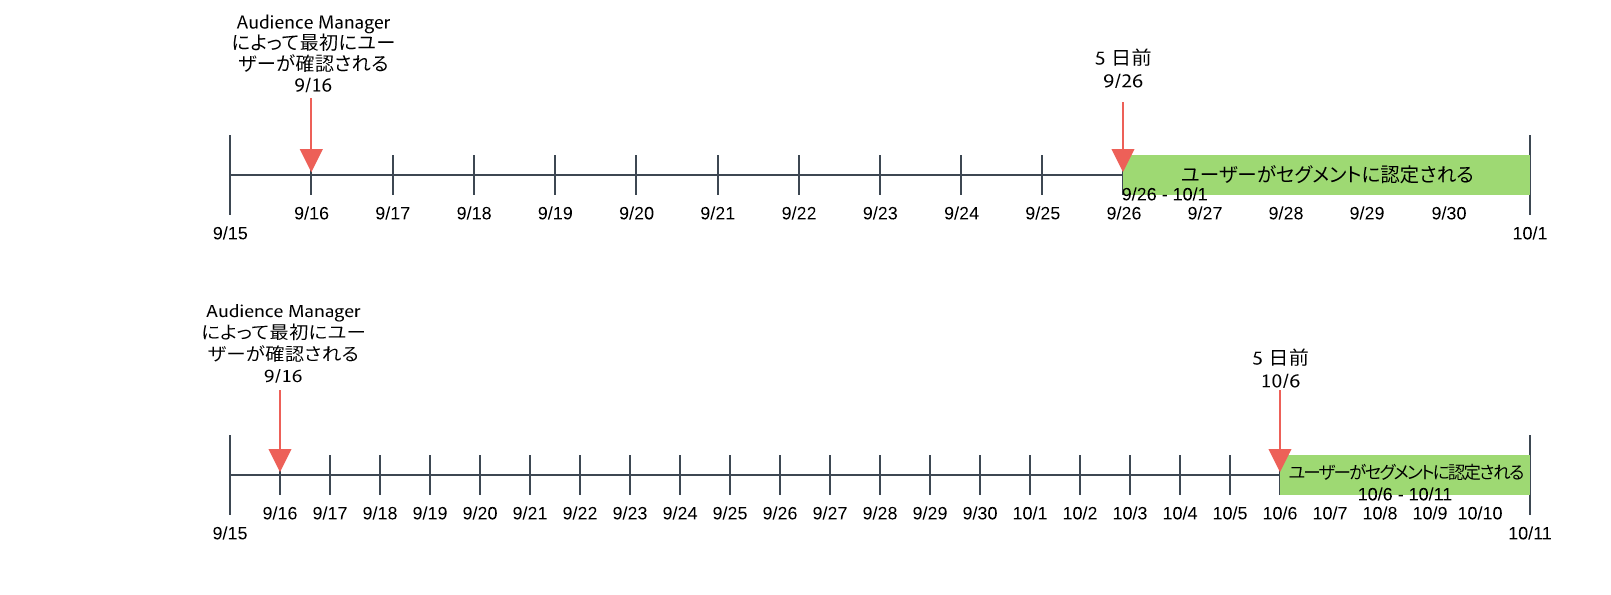 Audience Manager
によって最初にユー
ザーが確認される
9/16
5 日前
9/26
ユーザーがセグメントに認定される
9/26 - 10/1
9/16 9/17 9/18 9/19 9/20 9/21 9/22 9/23 9/24 9/25 9/26 9/27 9/28 9/29 9/30
9/15 10/1
Audience Manager
によって最初にユー
ザーが確認される
9/16
5 日前
10/6
ユーザーがセグメントに認定される
10/6 - 10/11
9/16 9/17 9/18 9/19 9/20 9/21 9/22 9/23 9/24 9/25 9/26 9/27 9/28 9/29 9/30 10/1 10/2 10/3 10/4 10/5 10/6 10/7 10/8 10/9 10/10
9/15 10/11